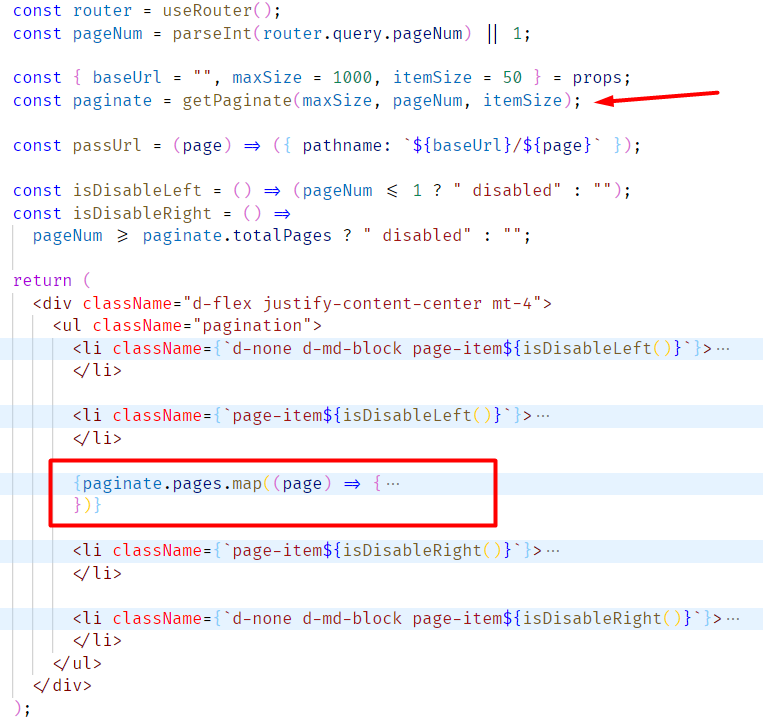 const router = useRouter();
const pageNum = parseInt(router.query.pageNum) || 1;
const { baseUrl = "", maxSize = 1000, itemSize = 50 } = props;
const paginate = getPaginate(maxSize, pageNum, itemSize);
const passUrl = (page) => ({ pathname: `${baseUrl}/${page}` });
const isDisableLeft = () => (pageNum <= 1 ? " disabled" : "");
const isDisableRight = () =>
pageNum >= paginate.totalPages ? " disabled" : "";
return (
<div className="d-flex justify-content-center mt-4">
<ul className="pagination">
<li className={`d-none d-md-block page-item${isDisableLeft()}`}>···
</li>
<li className={`page-item${isDisableLeft()}`}>···
</li>
{paginate.pages.map((page) => {···
})}
<li className={`page-item${isDisableRight()}`}>···
</li>
<li className={`d-none d-md-block page-item${isDisableRight()}`}>···
</li>
</ul>
</div>
);